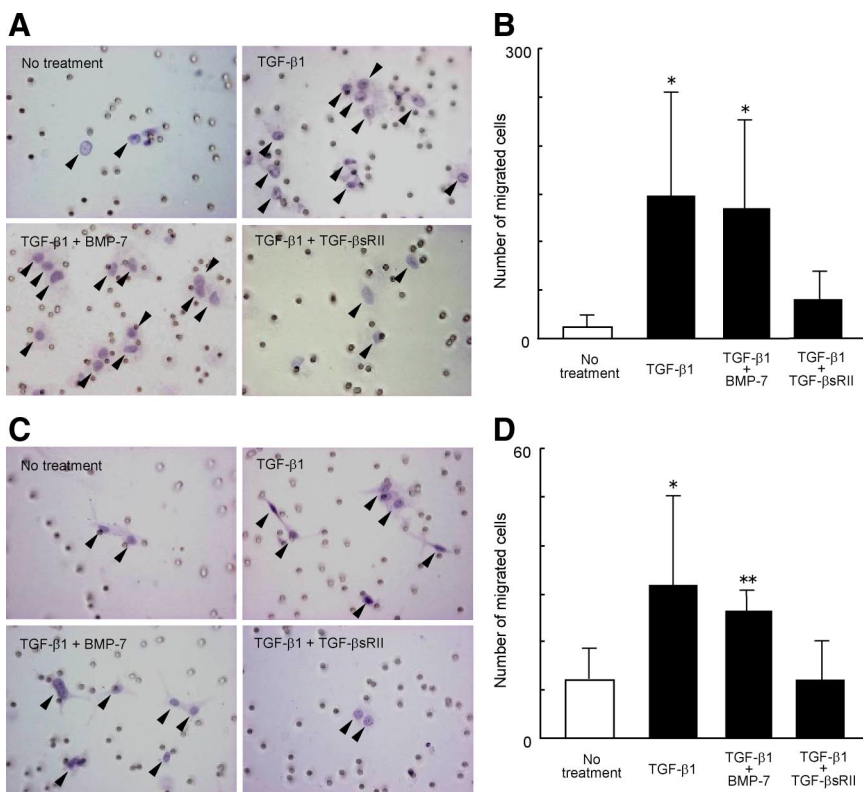 A
No treatment
TGF-β1
TGF-β1 + BMP-7
TGF-β1 + TGF-βsRII
B
300
*
*
Number of migrated cells
0
No
treatment
TGF-β1
TGF-β1
+
BMP-7
TGF-β1
+
TGF-βsRII
C
No treatment
TGF-β1
TGF-β1 + BMP-7
TGF-β1 + TGF-βsRII
D
60
*
**
Number of migrated cells
0
No
treatment
TGF-β1
TGF-β1
+
BMP-7
TGF-β1
+
TGF-βsRII